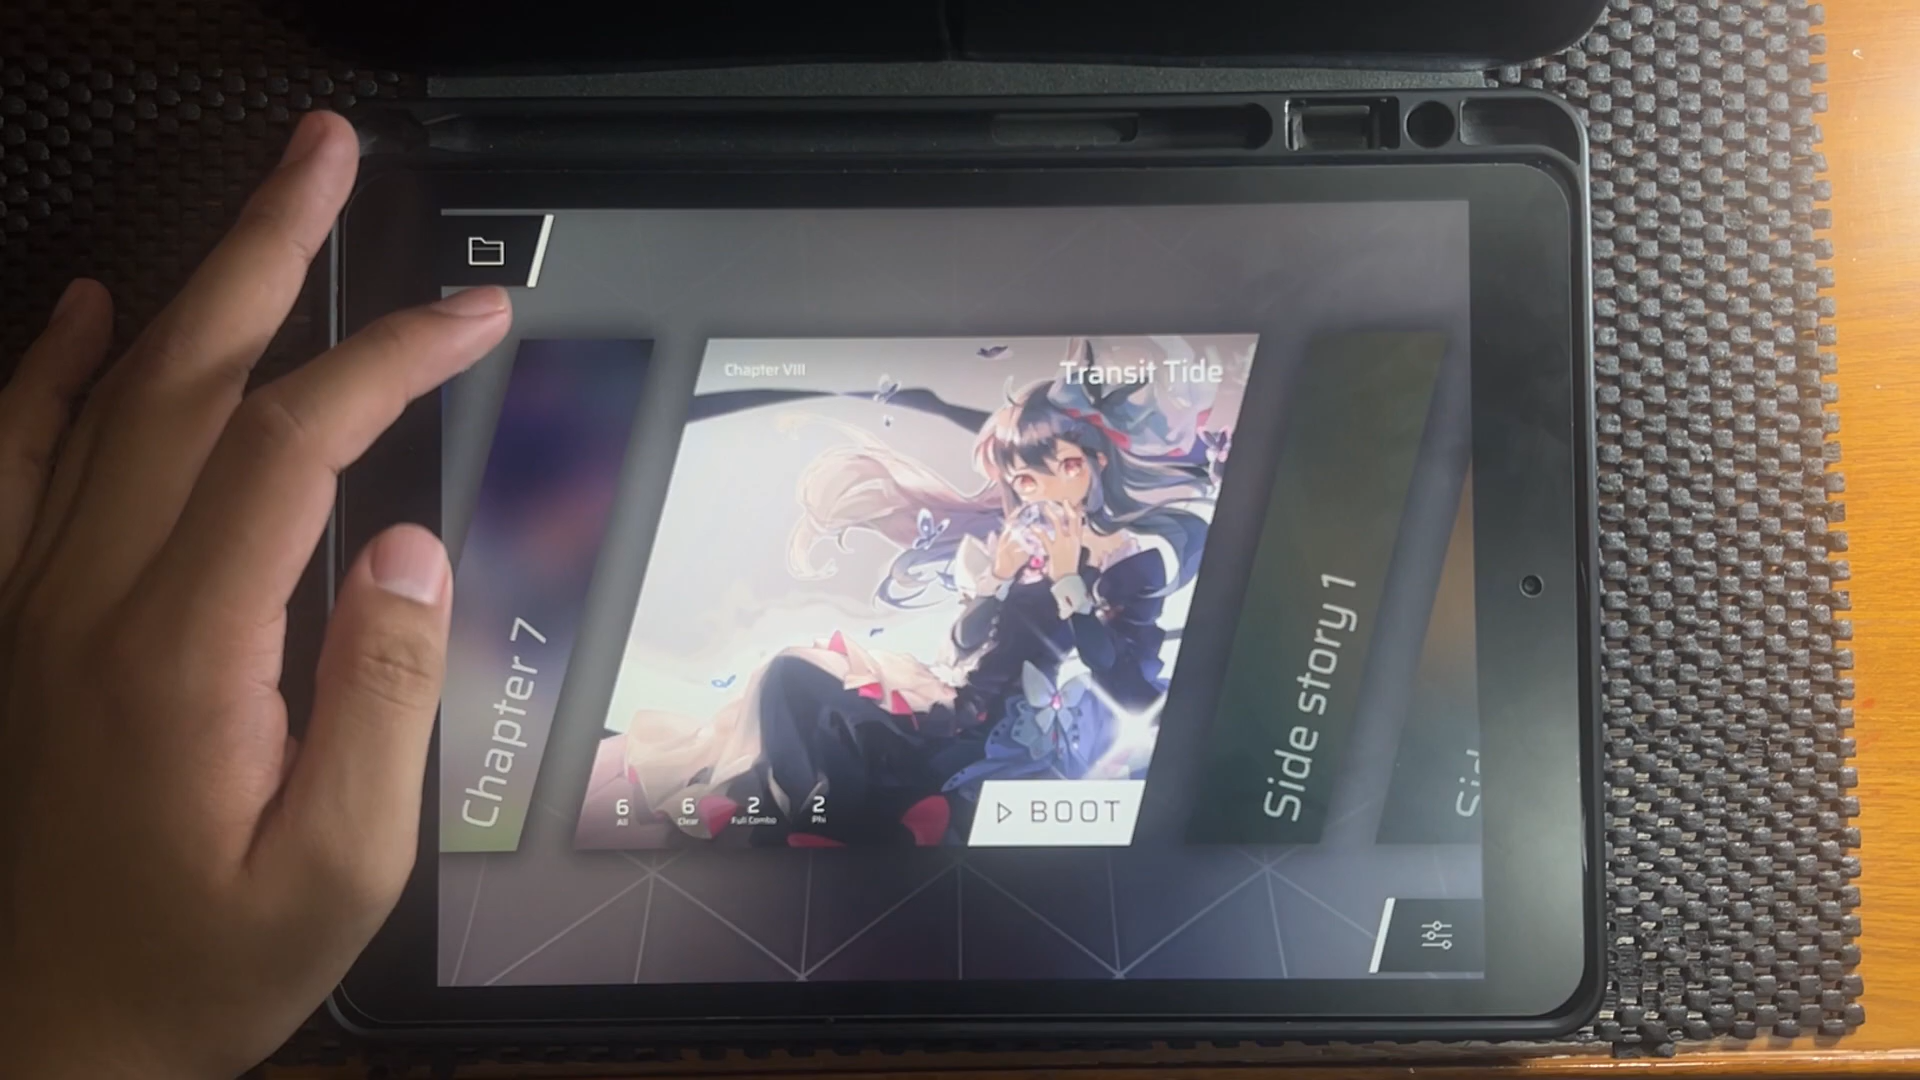 Chapter VIII
Transit Tide
Chapter 7
Side story 1
6
All
6
Clear
2
Full Combo
2
Phi
BOOT